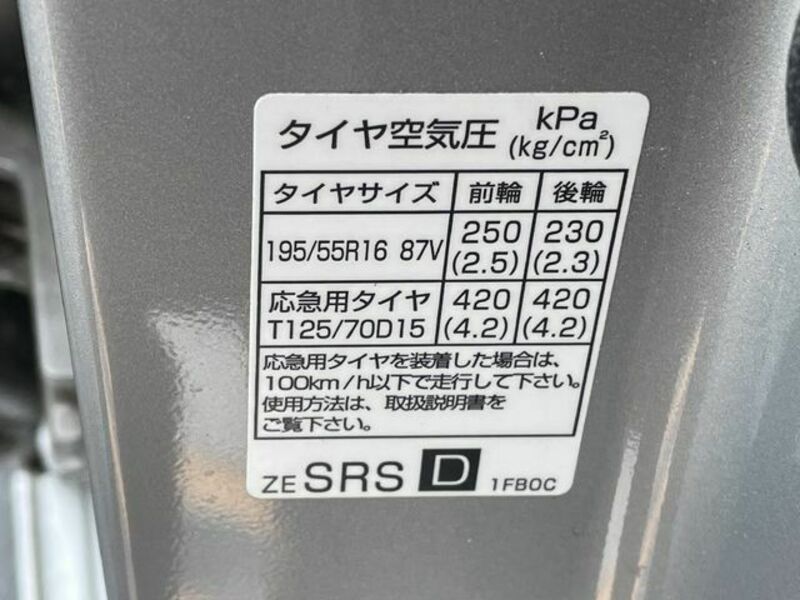 タイヤ空気圧 kPa (kg/cm²)
タイヤサイズ 前輪 後輪
195/55R16 87V 250 (2.5) 230 (2.3)
応急用タイヤ 420 420
T125/70D15 (4.2) (4.2)
応急用タイヤを装着した場合は、
100km/h以下で走行して下さい。
使用方法は、取扱説明書を
ご覧下さい。
ZE SRS D 1FB0C